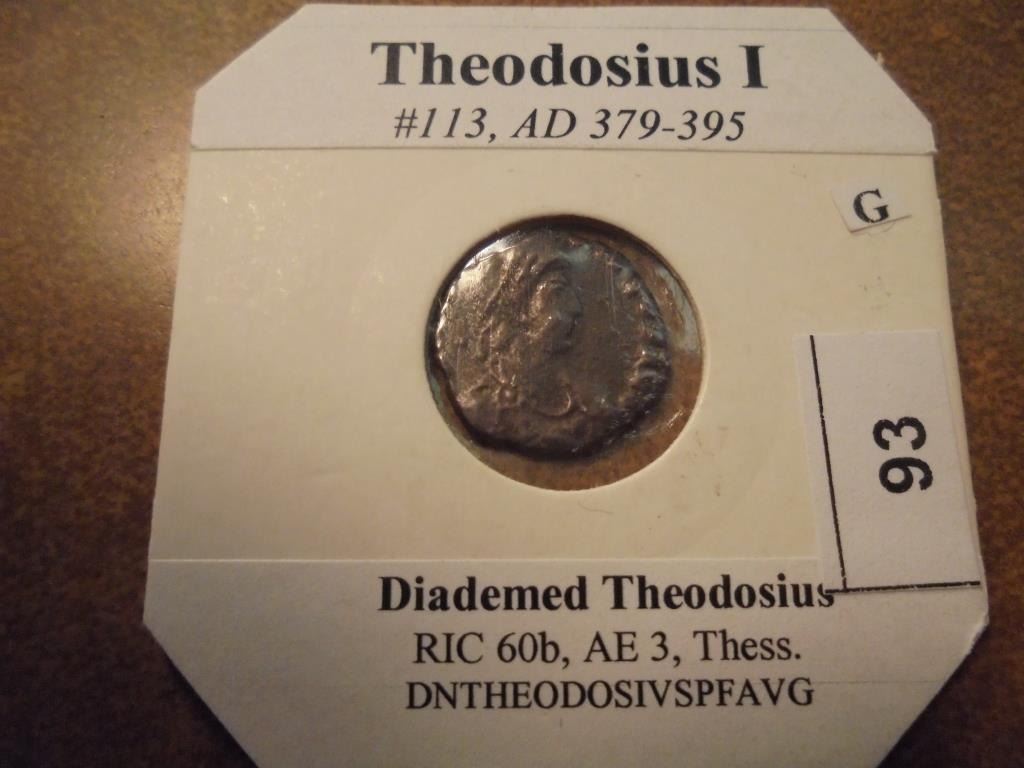 Theodosius I
#113, AD 379-395
G
93
Diademed Theodosius
RIC 60b, AE 3, Thess.
DNTHEODOSIVSPFAVG